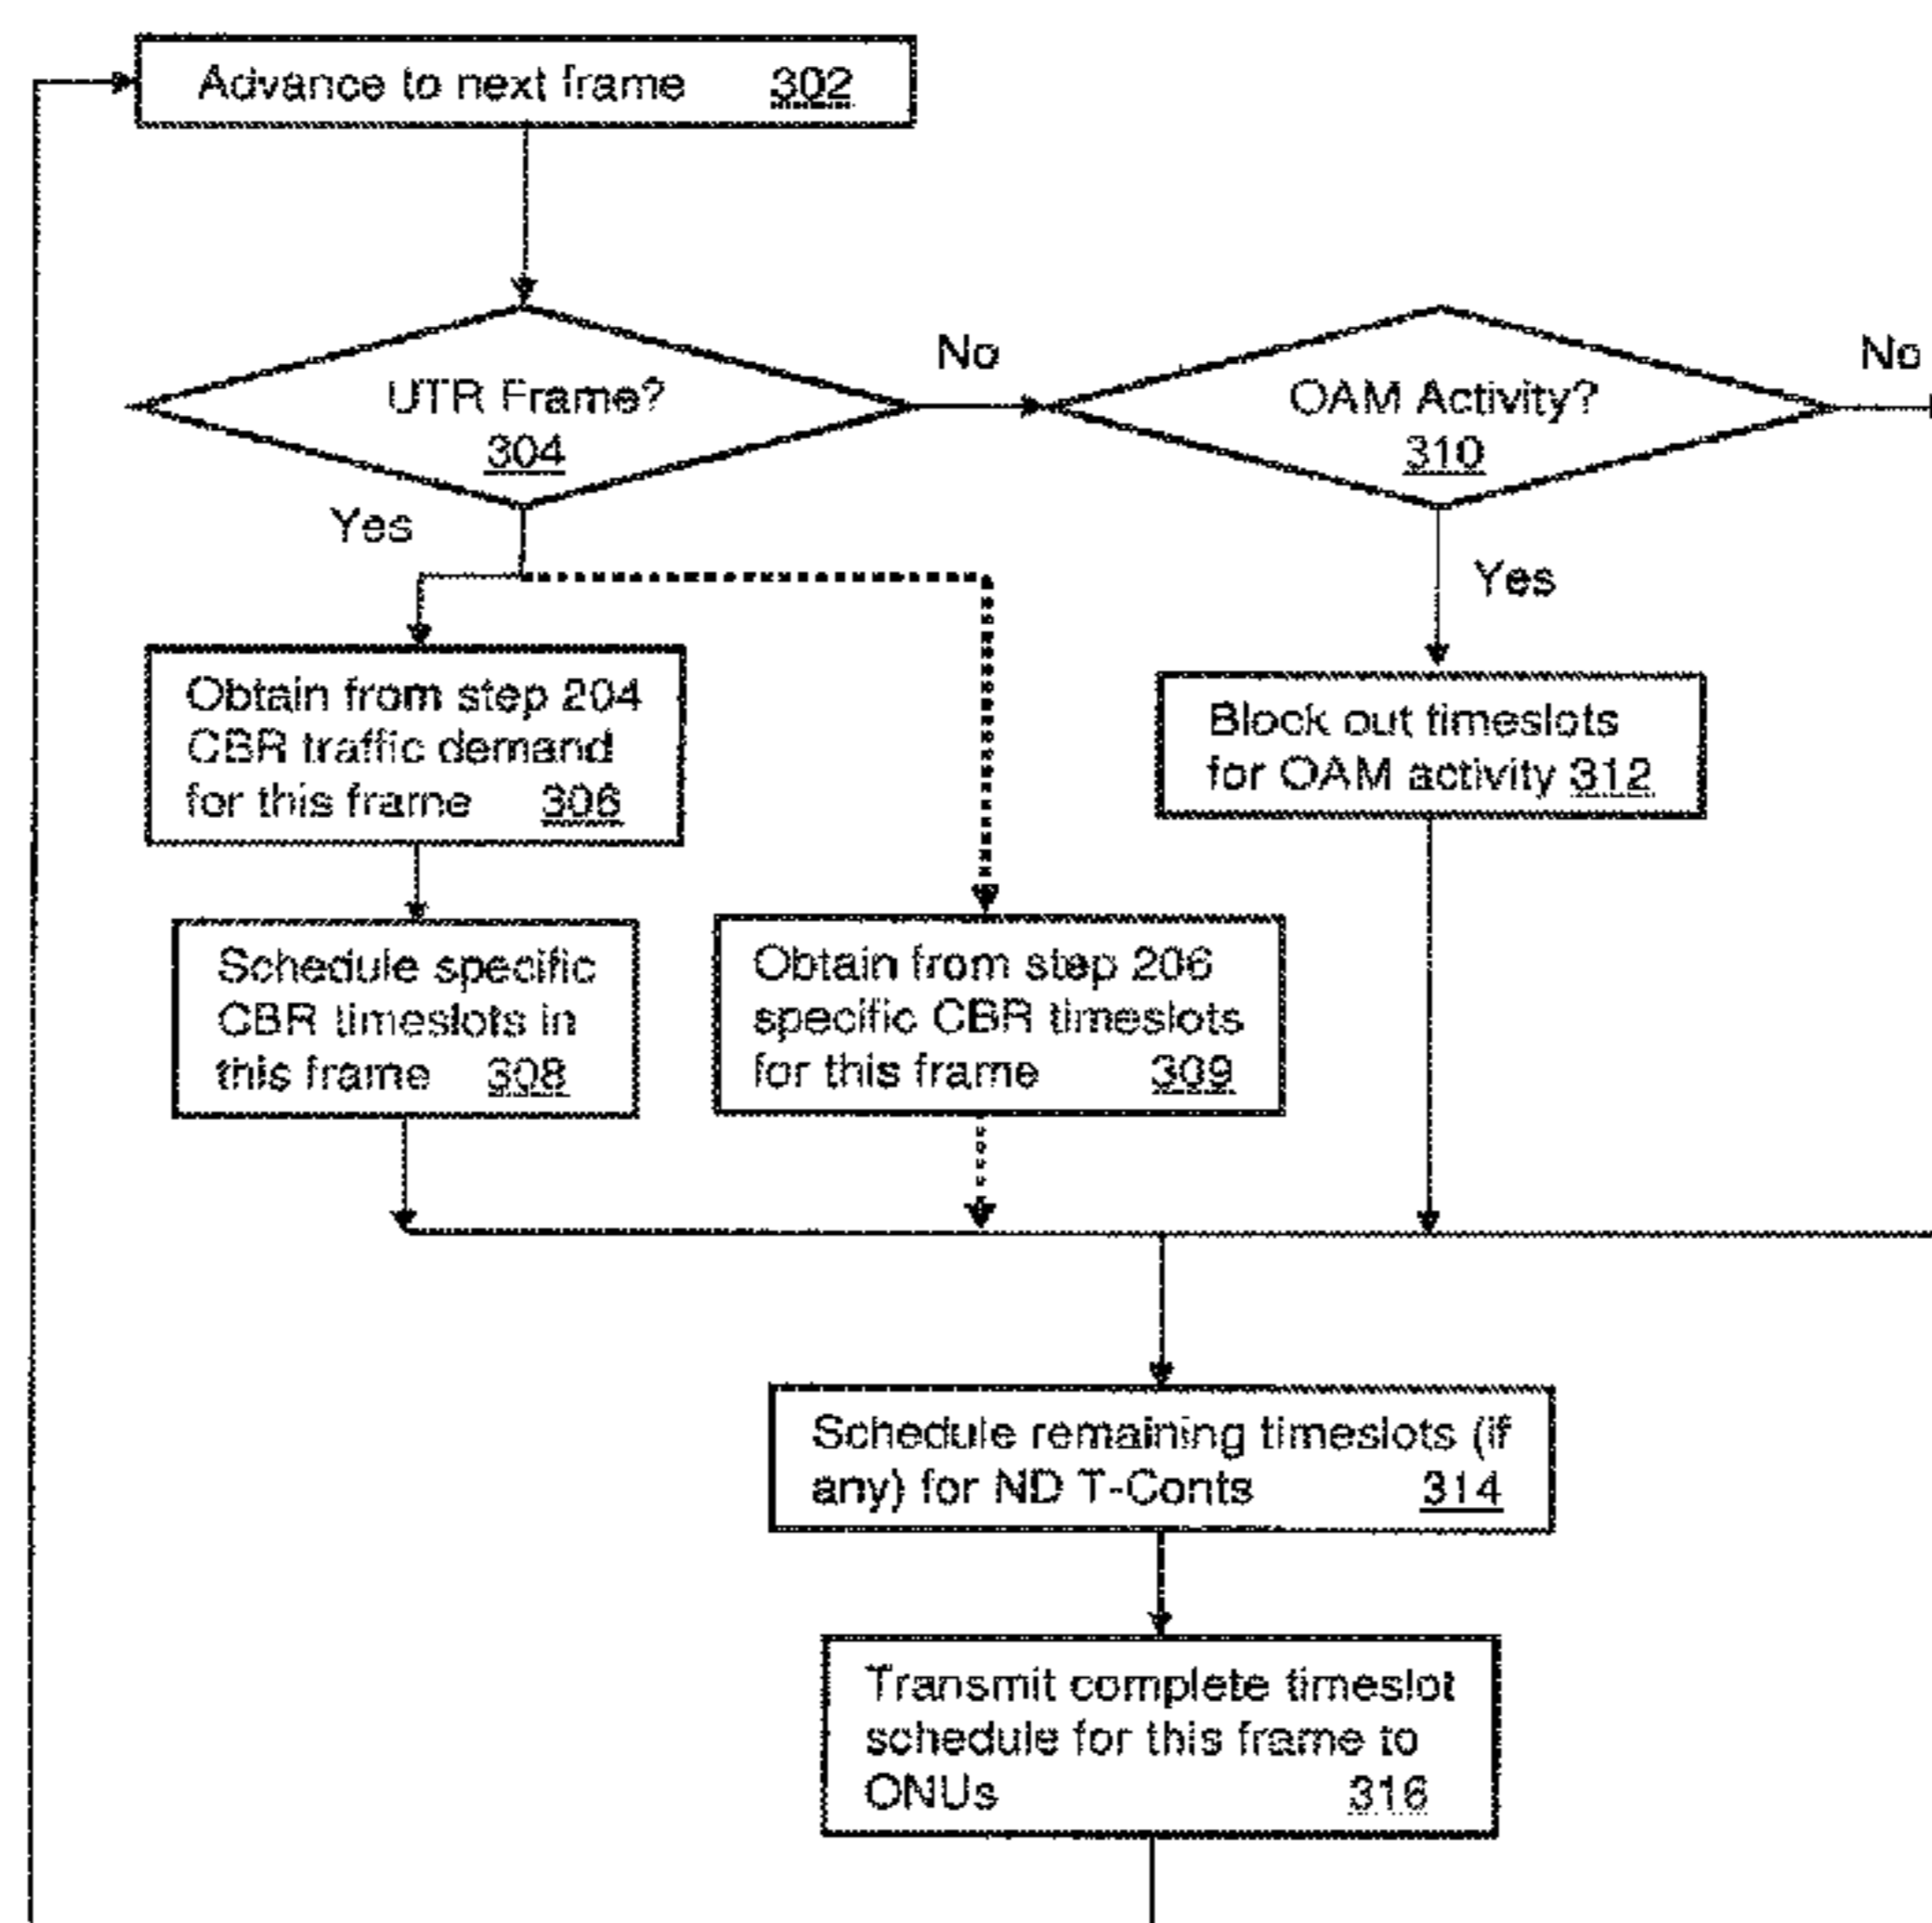 Advance to next frame 302
UTR Frame?
304
No
OAM Activity?
310
No
Yes
Yes
Obtain from step 204
CBR traffic demand
for this frame 306
Block out timeslots
for OAM activity 312
Schedule specific
CBR timeslots in
this frame 308
Obtain from step 206
specific CBR timeslots
for this frame 309
Schedule remaining timeslots (if
any) for ND T-Conts 314
Transmit complete timeslot
schedule for this frame to
ONUs 316